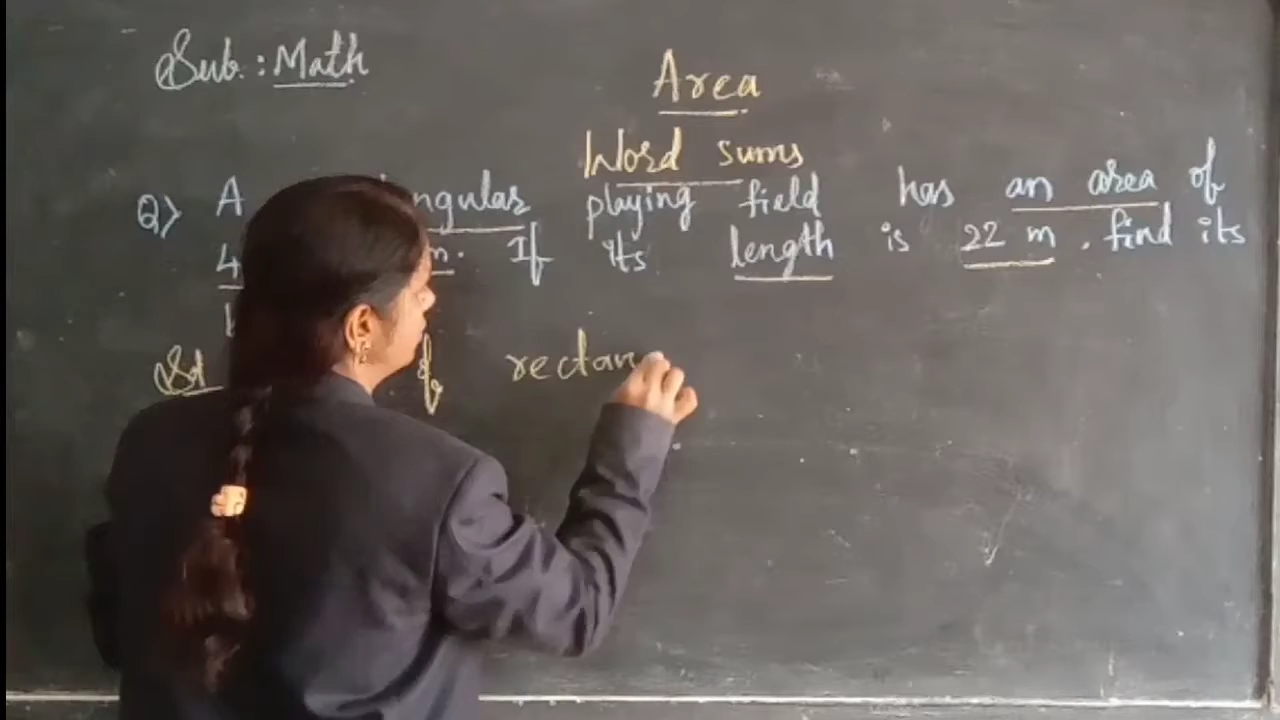 Sub.: Math
Area
Word sums
Q> A ngular playing field has an area of
4 m. If its length is 22 m. find its
of rectan